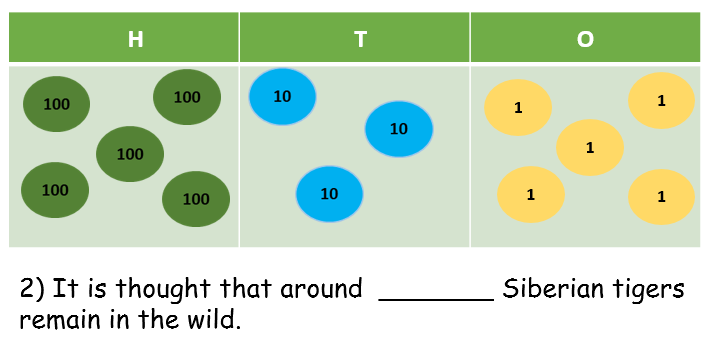 H T O
100 100 10 1 1
100 10 1
100 100 10 1 1
2) It is thought that around ________ Siberian tigers
remain in the wild.